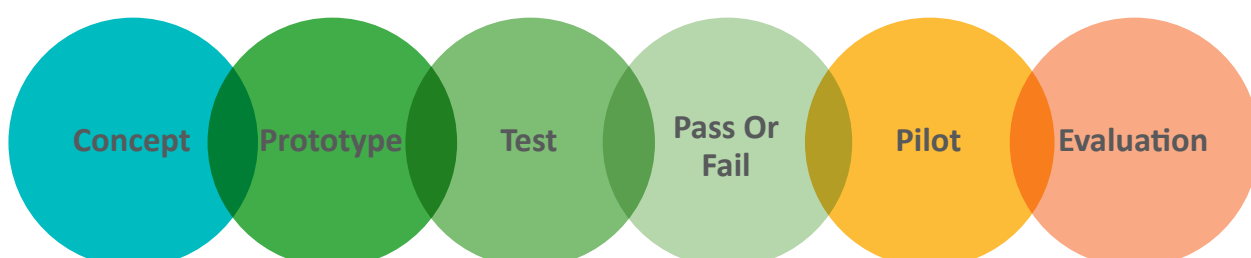 Concept
Prototype
Test
Pass Or
Fail
Pilot
Evaluation